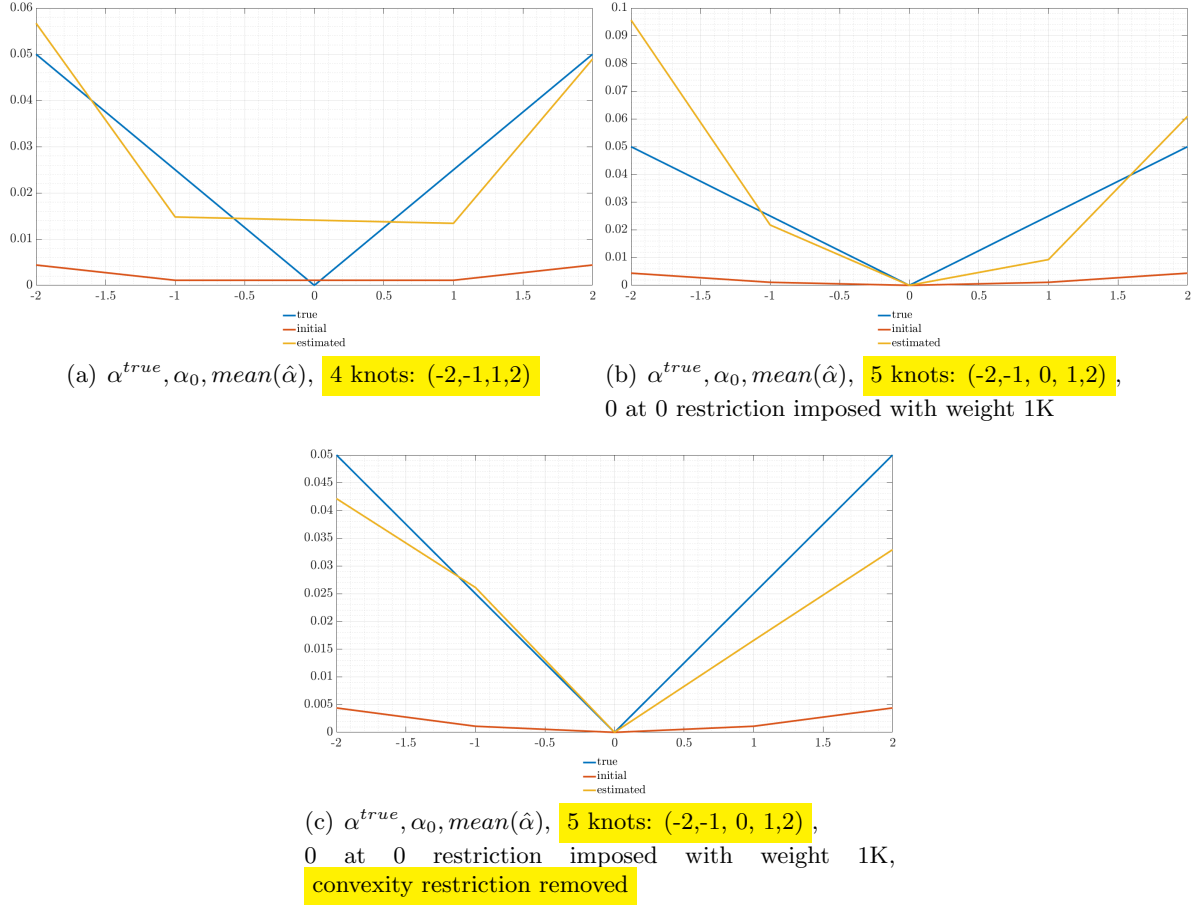 0.06
0.05
0.04
0.03
0.02
0.01
0
-2 -1.5 -1 -0.5 0 0.5 1 1.5 2
true
initial
estimated
(a) α^{true}, α_0, mean(α̂), 4 knots: (-2,-1,1,2)
0.1
0.09
0.08
0.07
0.06
0.05
0.04
0.03
0.02
0.01
0
-2 -1.5 -1 -0.5 0 0.5 1 1.5 2
true
initial
estimated
(b) α^{true}, α_0, mean(α̂), 5 knots: (-2,-1, 0, 1,2) ,
0 at 0 restriction imposed with weight 1K
0.05
0.045
0.04
0.035
0.03
0.025
0.02
0.015
0.01
0.005
0
-2 -1.5 -1 -0.5 0 0.5 1 1.5 2
true
initial
estimated
(c) α^{true}, α_0, mean(α̂), 5 knots: (-2,-1, 0, 1,2) ,
0 at 0 restriction imposed with weight 1K,
convexity restriction removed